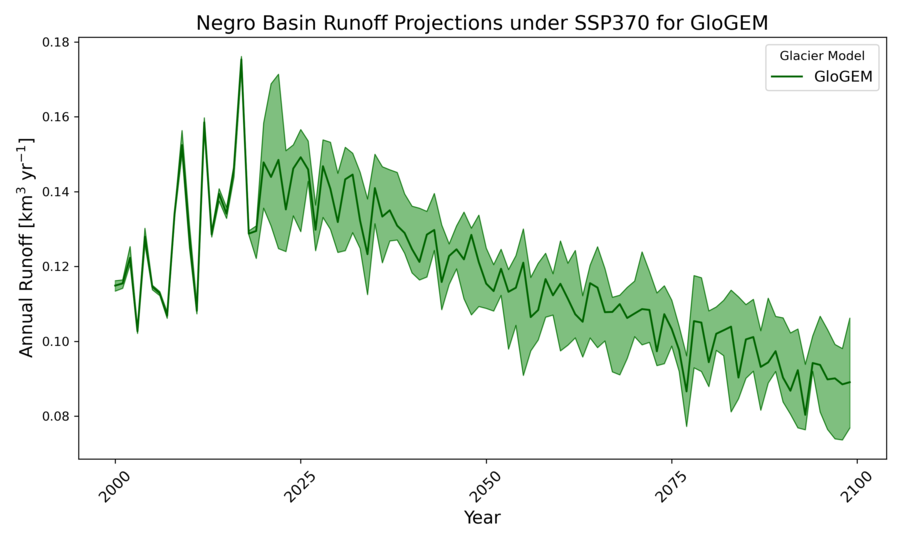 Negro Basin Runoff Projections under SSP370 for GloGEM
Glacier Model
GloGEM
Annual Runoff [km³ yr⁻¹]
0.18
0.16
0.14
0.12
0.10
0.08
2000
2025
2050
2075
2100
Year